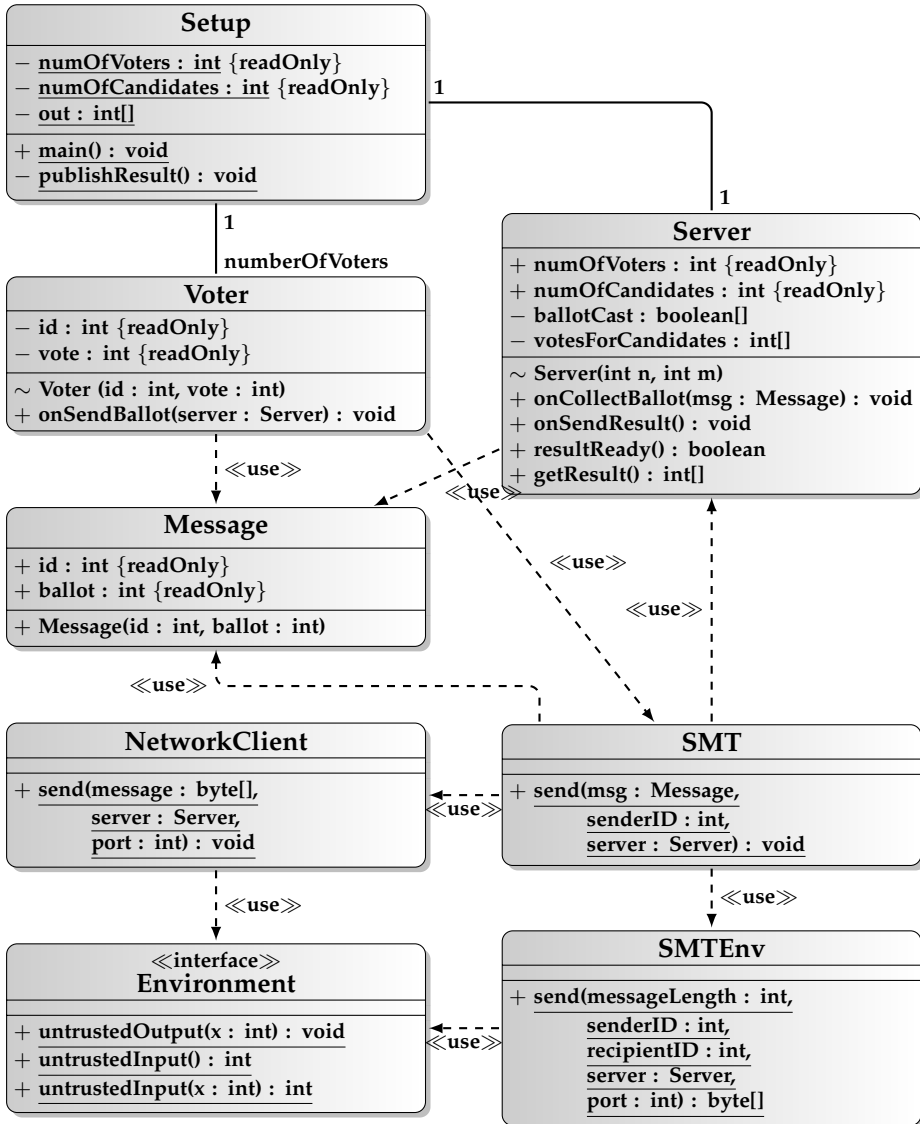 Setup
− numOfVoters : int {readOnly}
− numOfCandidates : int {readOnly}
− out : int[]
+ main() : void
− publishResult() : void
1
1
1
numberOfVoters
Server
+ numOfVoters : int {readOnly}
+ numOfCandidates : int {readOnly}
− ballotCast : boolean[]
− votesForCandidates : int[]
∼ Server(int n, int m)
+ onCollectBallot(msg : Message) : void
+ onSendResult() : void
+ resultReady() : boolean
+ getResult() : int[]
Voter
− id : int {readOnly}
− vote : int {readOnly}
∼ Voter (id : int, vote : int)
+ onSendBallot(server : Server) : void
≪use≫
≪use≫
≪use≫
≪use≫
Message
+ id : int {readOnly}
+ ballot : int {readOnly}
+ Message(id : int, ballot : int)
≪use≫
NetworkClient
+ send(message : byte[],
server : Server,
port : int) : void
≪use≫
SMT
+ send(msg : Message,
senderID : int,
server : Server) : void
≪use≫
≪use≫
≪interface≫
Environment
+ untrustedOutput(x : int) : void
+ untrustedInput() : int
+ untrustedInput(x : int) : int
≪use≫
SMTEnv
+ send(messageLength : int,
senderID : int,
recipientID : int,
server : Server,
port : int) : byte[]